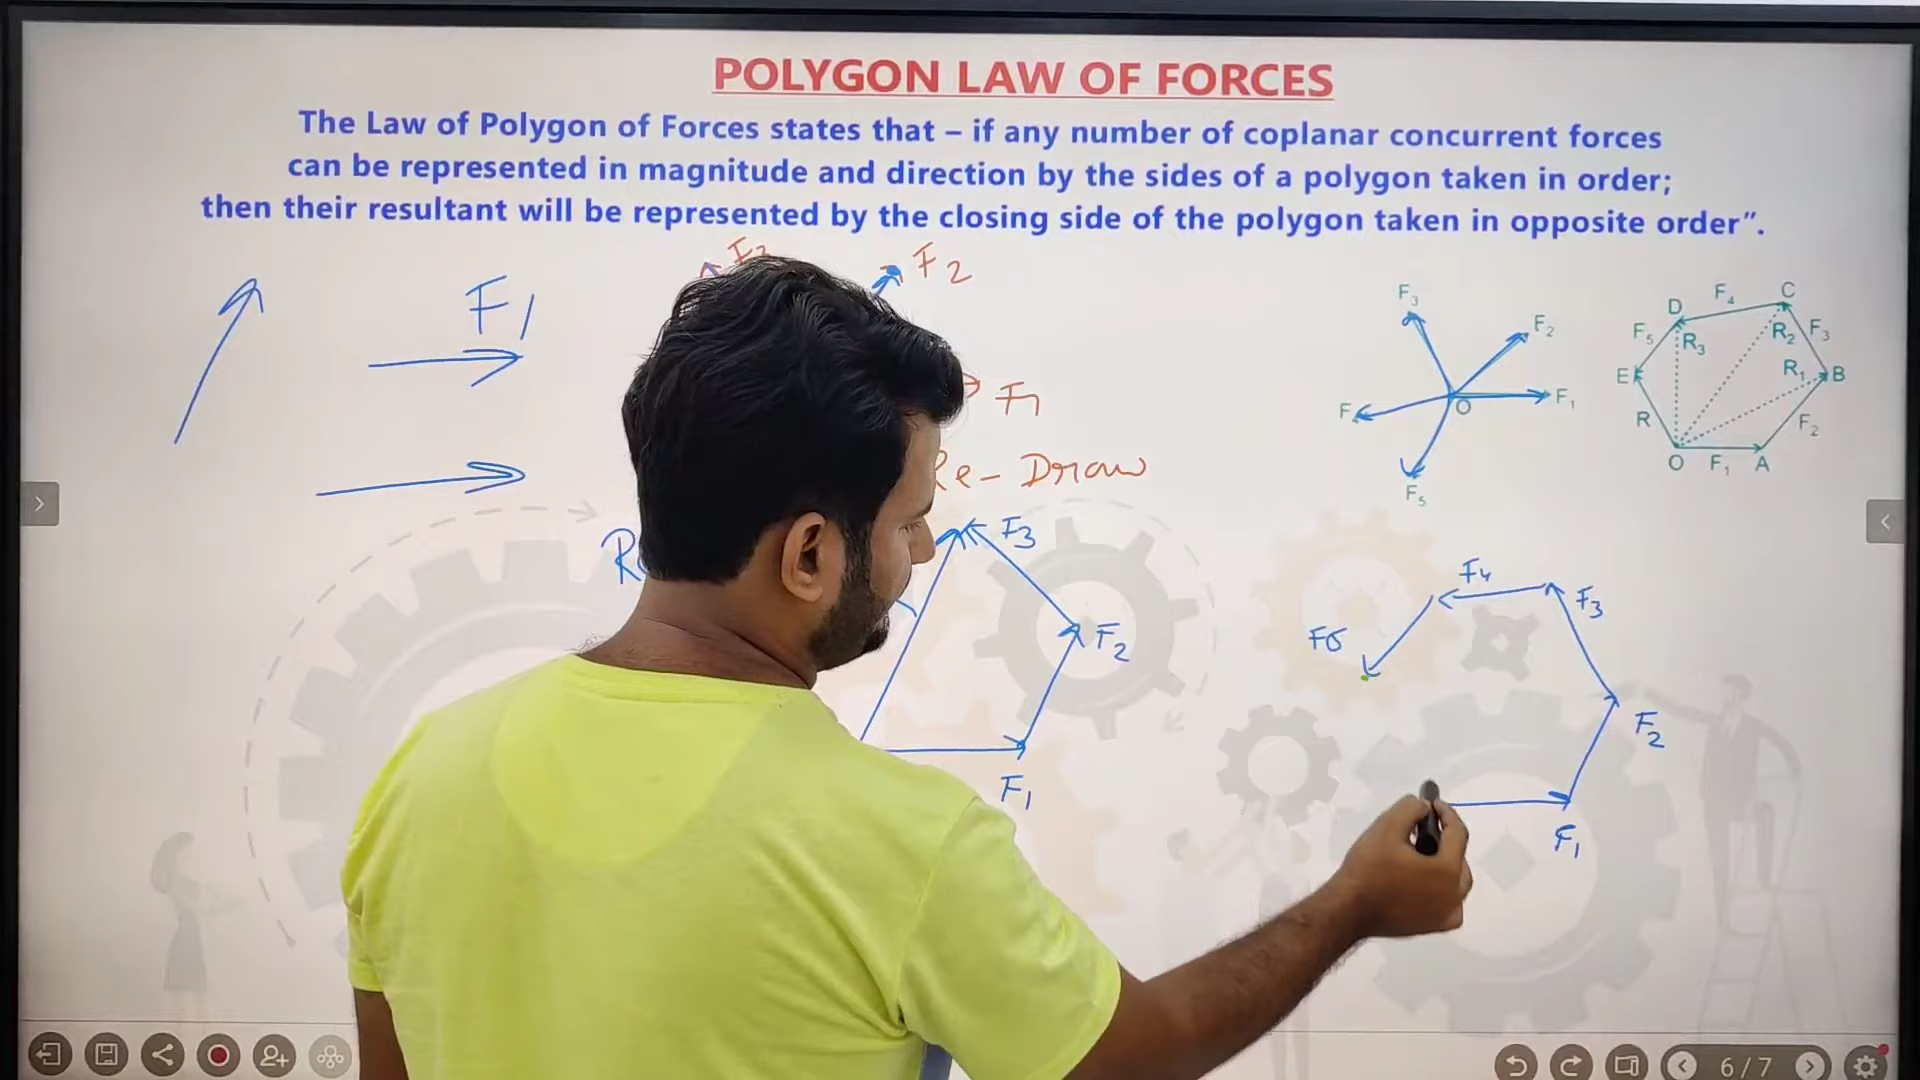 POLYGON LAW OF FORCES
The Law of Polygon of Forces states that – if any number of coplanar concurrent forces
can be represented in magnitude and direction by the sides of a polygon taken in order;
then their resultant will be represented by the closing side of the polygon taken in opposite order”.
F1
F2
F1
Re-Draw
F3
F2
F1
F3
F2
F1
F
O
F5
C
F4
D
R2
F3
F5
R3
R1
B
E
R
F2
O
F1
A
F4
F3
F5
F2
F1
6/7